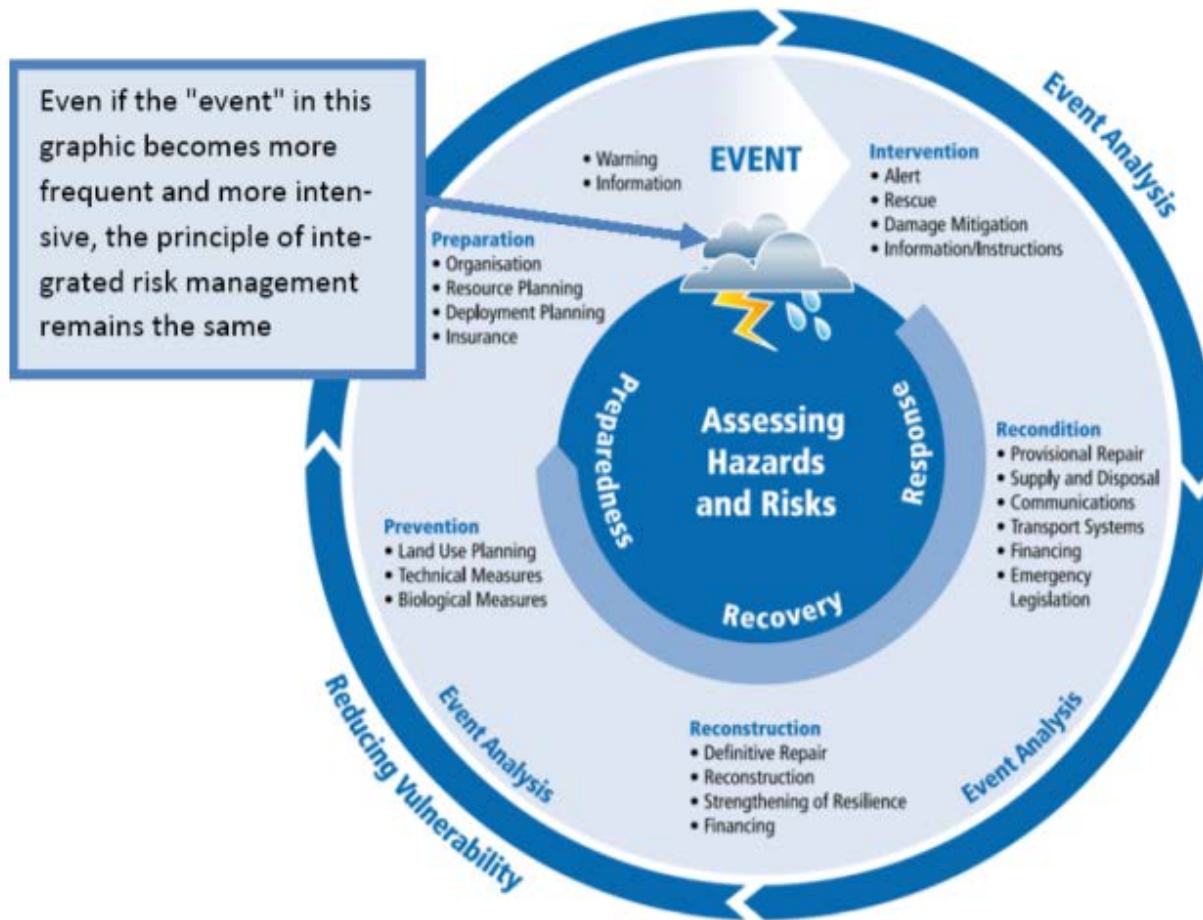 Even if the "event" in this
graphic becomes more
frequent and more inten-
sive, the principle of inte-
grated risk management
remains the same
• Warning
• Information
EVENT
Intervention
• Alert
• Rescue
• Damage Mitigation
• Information/Instructions
Event Analysis
Preparation
• Organisation
• Resource Planning
• Deployment Planning
• Insurance
Preparedness
Assessing
Hazards
and Risks
Response
Recovery
Recondition
• Provisional Repair
• Supply and Disposal
• Communications
• Transport Systems
• Financing
• Emergency
Legislation
Prevention
• Land Use Planning
• Technical Measures
• Biological Measures
Reducing Vulnerability
Event Analysis
Reconstruction
• Definitive Repair
• Reconstruction
• Strengthening of Resilience
• Financing
Event Analysis